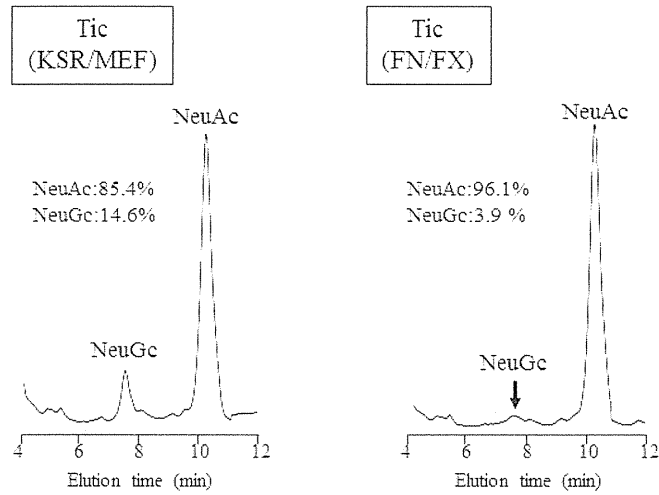 Tic
(KSR/MEF)
NeuAc
NeuAc:85.4%
NeuGc:14.6%
NeuGc
4 6 8 10 12
Elution time (min)
Tic
(FN/FX)
NeuAc
NeuAc:96.1%
NeuGc:3.9 %
NeuGc
4 6 8 10 12
Elution time (min)